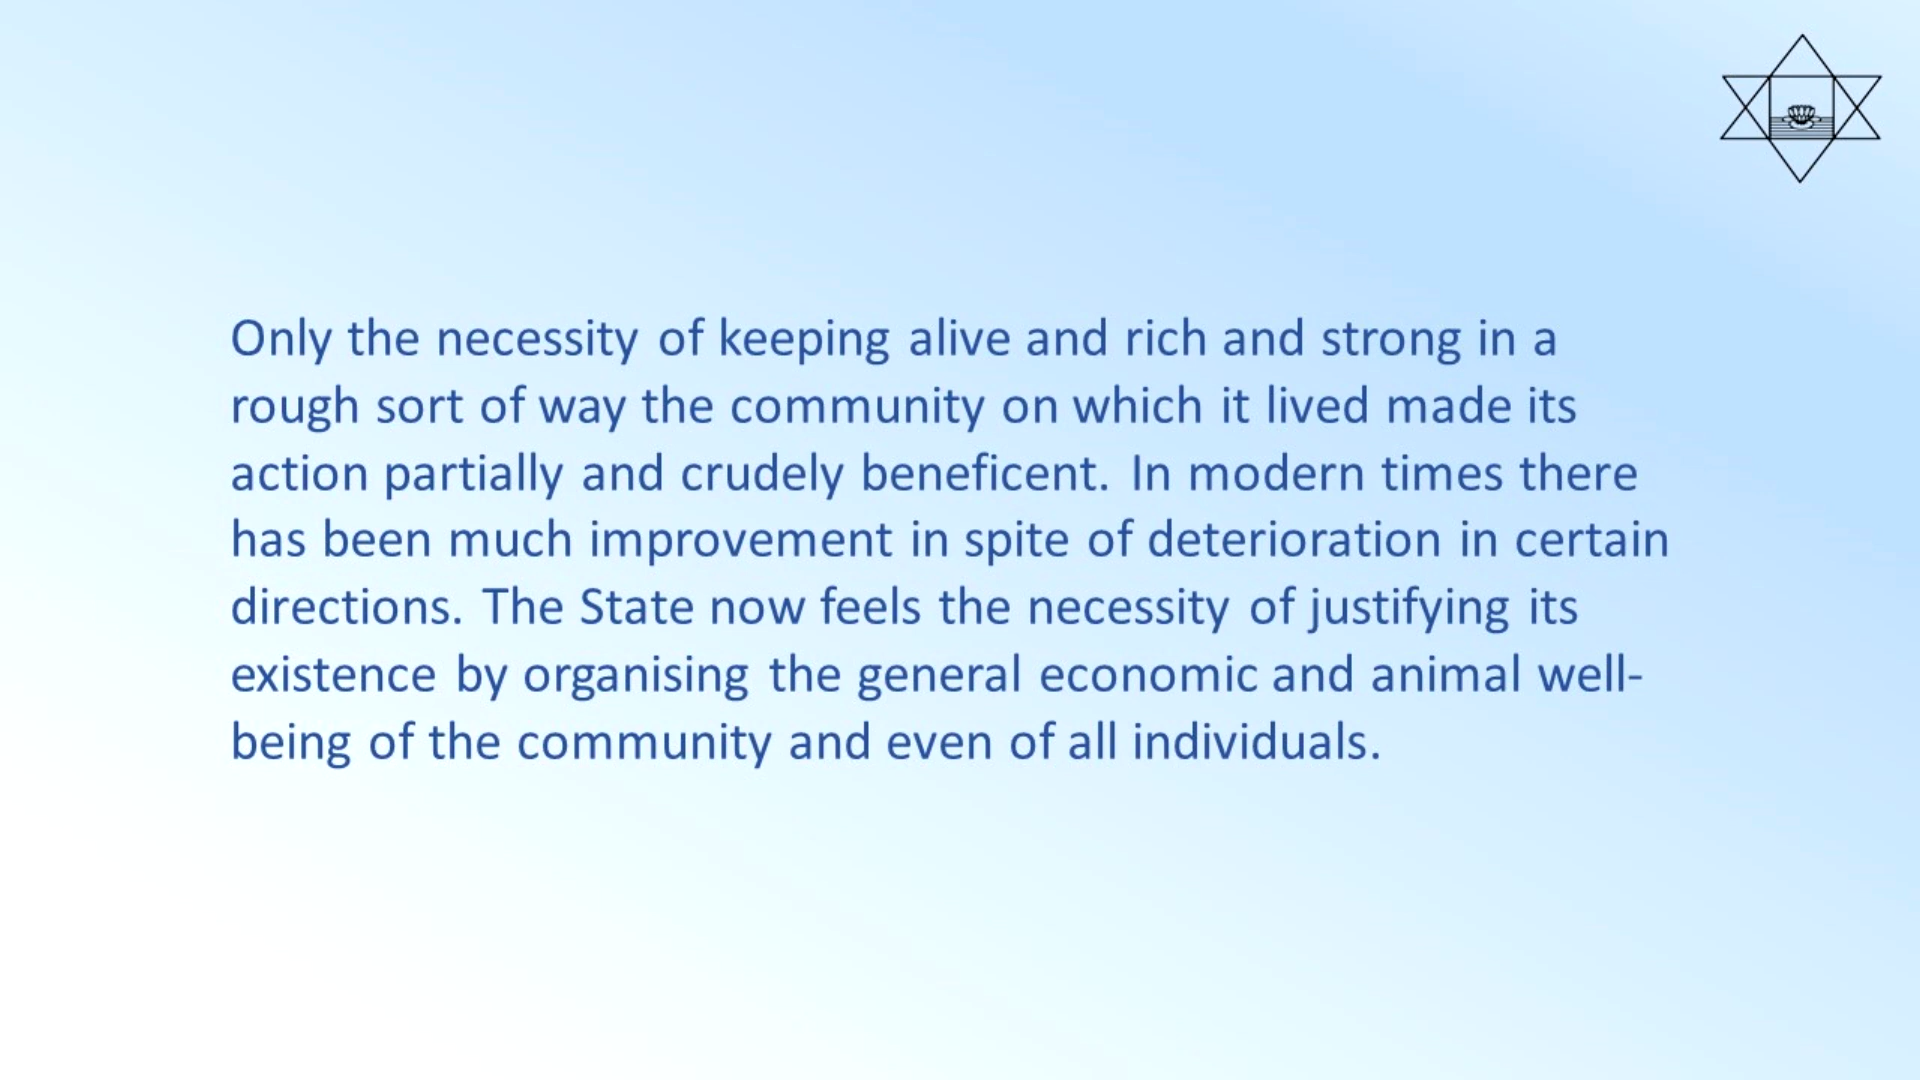 Only the necessity of keeping alive and rich and strong in a
rough sort of way the community on which it lived made its
action partially and crudely beneficent. In modern times there
has been much improvement in spite of deterioration in certain
directions. The State now feels the necessity of justifying its
existence by organising the general economic and animal well-
being of the community and even of all individuals.